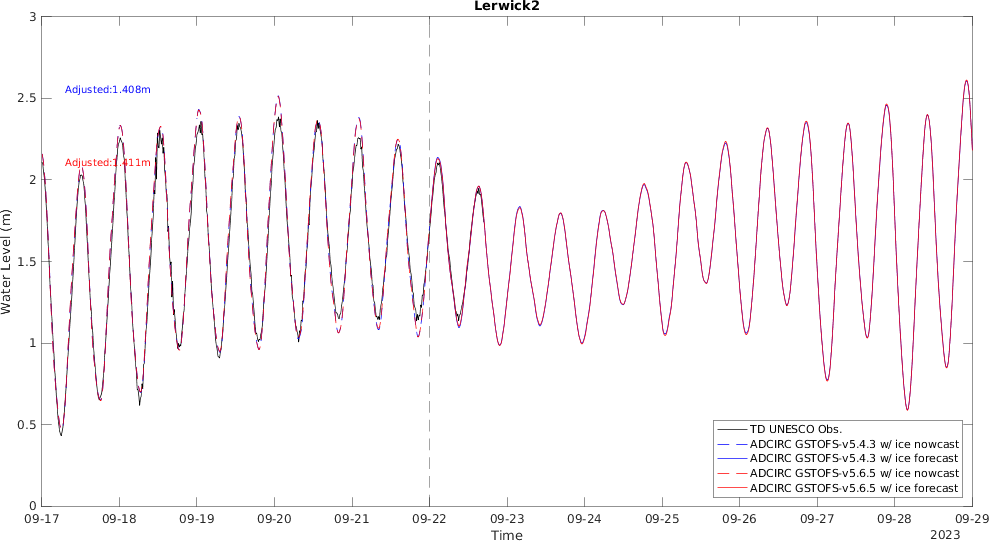 Lerwick2
3
2.5
2
1.5
1
0.5
0
Water Level (m)
Adjusted:1.408m
Adjusted:1.411m
TD UNESCO Obs.
ADCIRC GSTOFS-v5.4.3 w/ ice nowcast
ADCIRC GSTOFS-v5.4.3 w/ ice forecast
ADCIRC GSTOFS-v5.6.5 w/ ice nowcast
ADCIRC GSTOFS-v5.6.5 w/ ice forecast
09-17 09-18 09-19 09-20 09-21 09-22 09-23 09-24 09-25 09-26 09-27 09-28 09-29
Time
2023